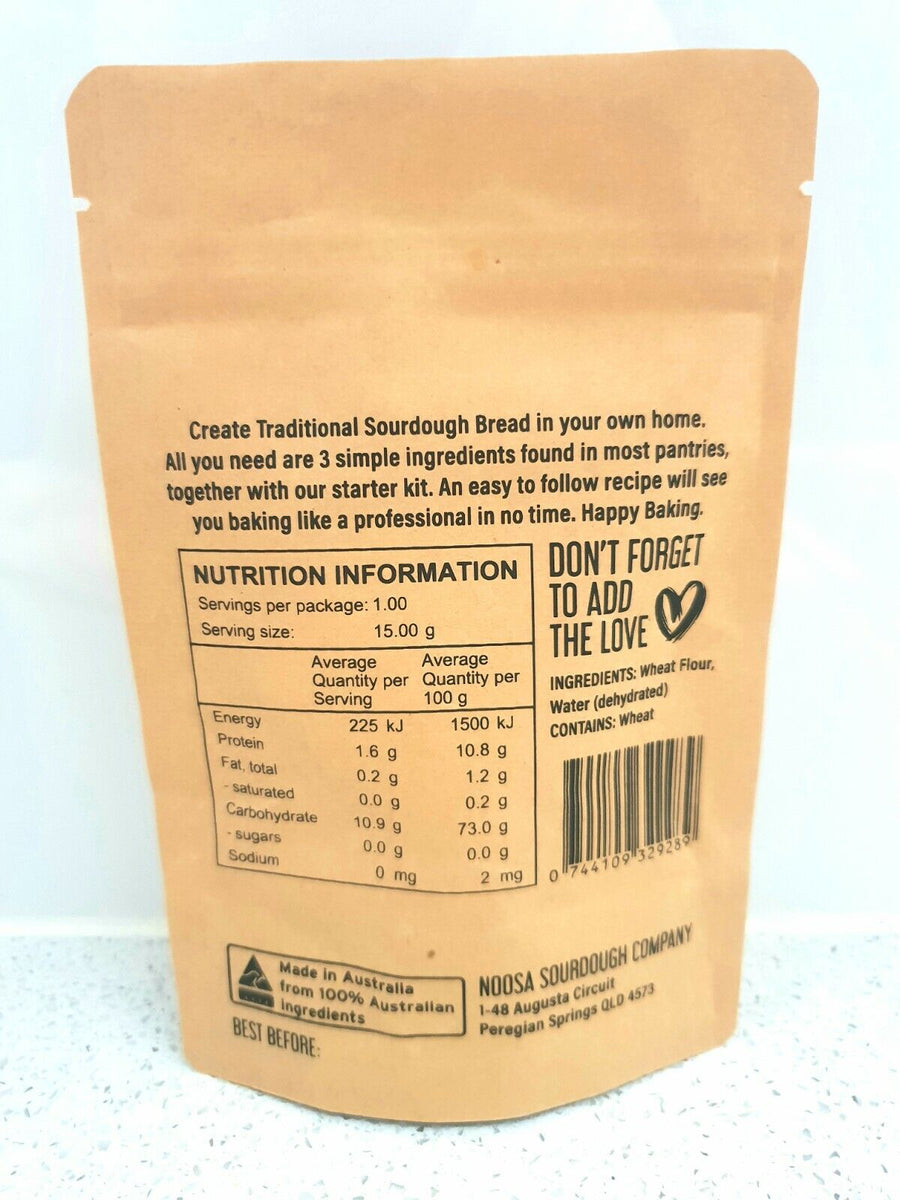 Create Traditional Sourdough Bread in your own home.
All you need are 3 simple ingredients found in most pantries,
together with our starter kit. An easy to follow recipe will see
you baking like a professional in no time. Happy Baking.
NUTRITION INFORMATION
Servings per package: 1.00
Serving size: 15.00 g
Average Quantity per Serving Average Quantity per 100 g
Energy 225 kJ 1500 kJ
Protein 1.6 g 10.8 g
Fat, total 0.2 g 1.2 g
- saturated 0.0 g 0.2 g
Carbohydrate 10.9 g 73.0 g
- sugars 0.0 g 0.0 g
Sodium 0 mg 2 mg
DON'T FORGET
TO ADD
THE LOVE
INGREDIENTS: Wheat Flour,
Water (dehydrated)
CONTAINS: Wheat
0 744109 329289
Made in Australia
from 100% Australian
ingredients
BEST BEFORE:
NOOSA SOURDOUGH COMPANY
1-48 Augusta Circuit
Peregian Springs QLD 4573